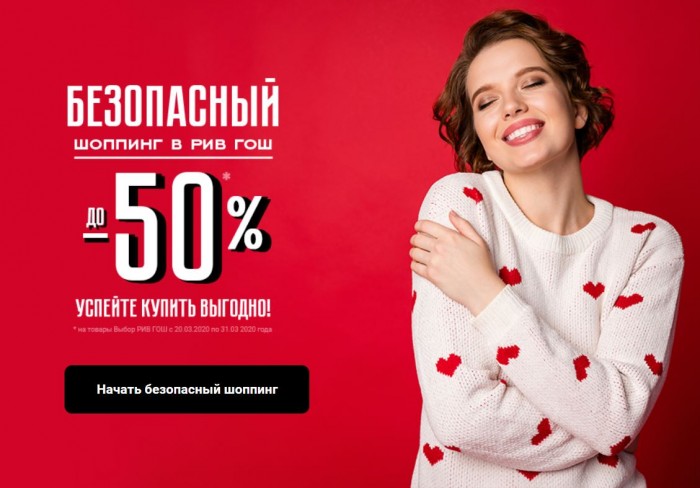 БЕЗОПАСНЫЙ
ШОППИНГ В РИВ ГОШ
ДО
-50%*
УСПЕЙТЕ КУПИТЬ ВЫГОДНО!
* на товары Выбор РИВ ГОШ с 20.03.2020 по 31.03 2020 года
Начать безопасный шоппинг